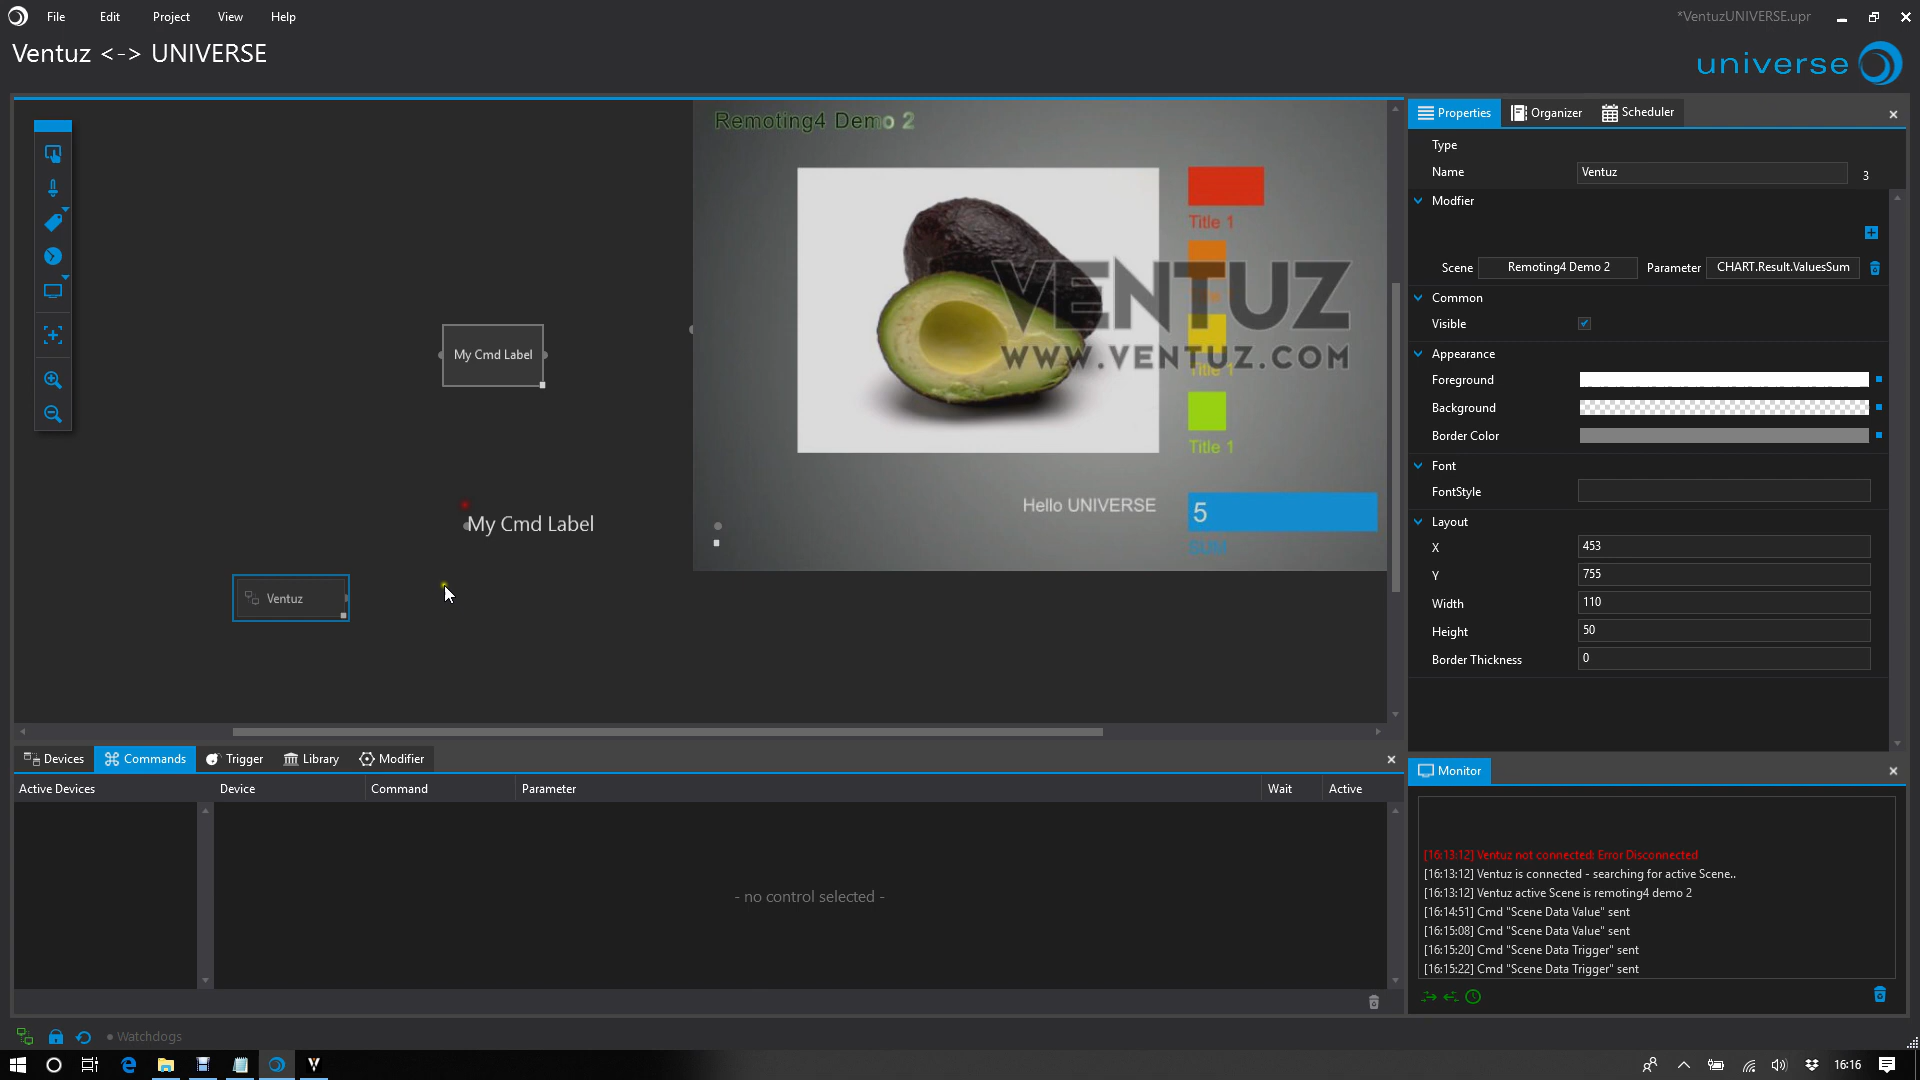 File Edit Project View Help
*VentuzUNIVERSE.upr
Ventuz <-> UNIVERSE
universe
Remoting4 Demo 2
Title 1
VENTUZ
WWW.VENTUZ.COM
Title 1
Title 1
Hello UNIVERSE
5
SUM
My Cmd Label
My Cmd Label
Ventuz
Properties Organizer Scheduler
Type
Name Ventuz 3
Modfier
Scene Remoting4 Demo 2 Parameter CHART.Result.ValuesSum
Common
Visible
Appearance
Foreground
Background
Border Color
Font
FontStyle
Layout
X 453
Y 755
Width 110
Height 50
Border Thickness 0
Devices Commands Trigger Library Modifier
Active Devices Device Command Parameter Wait Active
- no control selected -
Monitor
[16:13:12] Ventuz not connected: Error Disconnected
[16:13:12] Ventuz is connected - searching for active Scene..
[16:13:12] Ventuz active Scene is remoting4 demo 2
[16:14:51] Cmd "Scene Data Value" sent
[16:15:08] Cmd "Scene Data Value" sent
[16:15:20] Cmd "Scene Data Trigger" sent
[16:15:22] Cmd "Scene Data Trigger" sent
Watchdogs
16:16